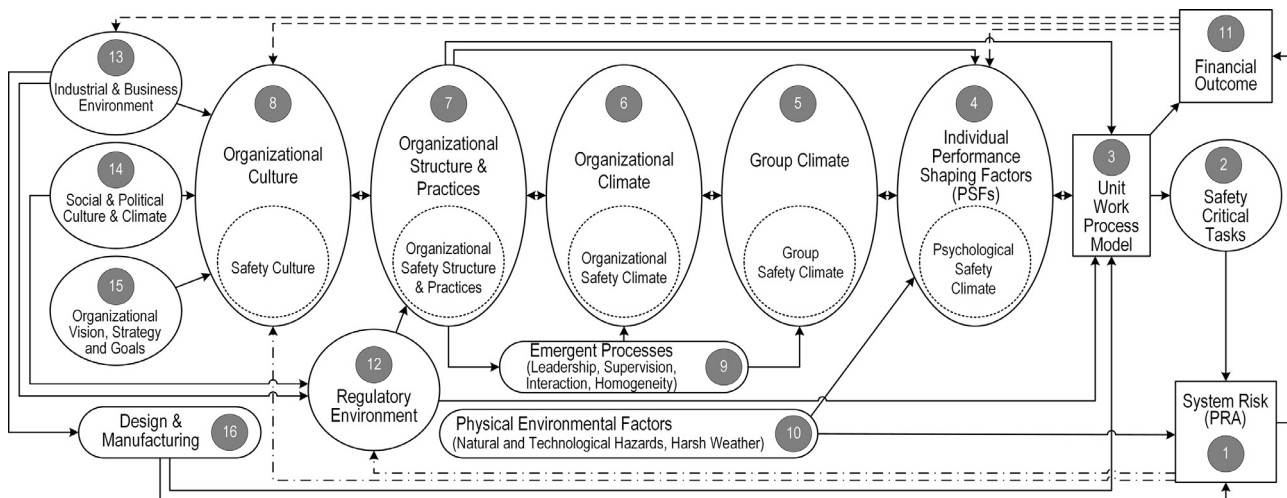 13
Industrial & Business
Environment
14
Social & Political
Culture & Climate
15
Organizational
Vision, Strategy
and Goals
8
Organizational
Culture
Safety Culture
7
Organizational
Structure &
Practices
Organizational
Safety Structure
& Practices
6
Organizational
Climate
Organizational
Safety Climate
5
Group Climate
Group
Safety Climate
4
Individual
Performance
Shaping Factors
(PSFs)
Psychological
Safety
Climate
3
Unit
Work
Process
Model
11
Financial
Outcome
2
Safety
Critical
Tasks
12
Regulatory
Environment
Emergent Processes
(Leadership, Supervision,
Interaction, Homogeneity)
9
Physical Environmental Factors
(Natural and Technological Hazards, Harsh Weather)
10
Design &
Manufacturing
16
System Risk
(PRA)
1